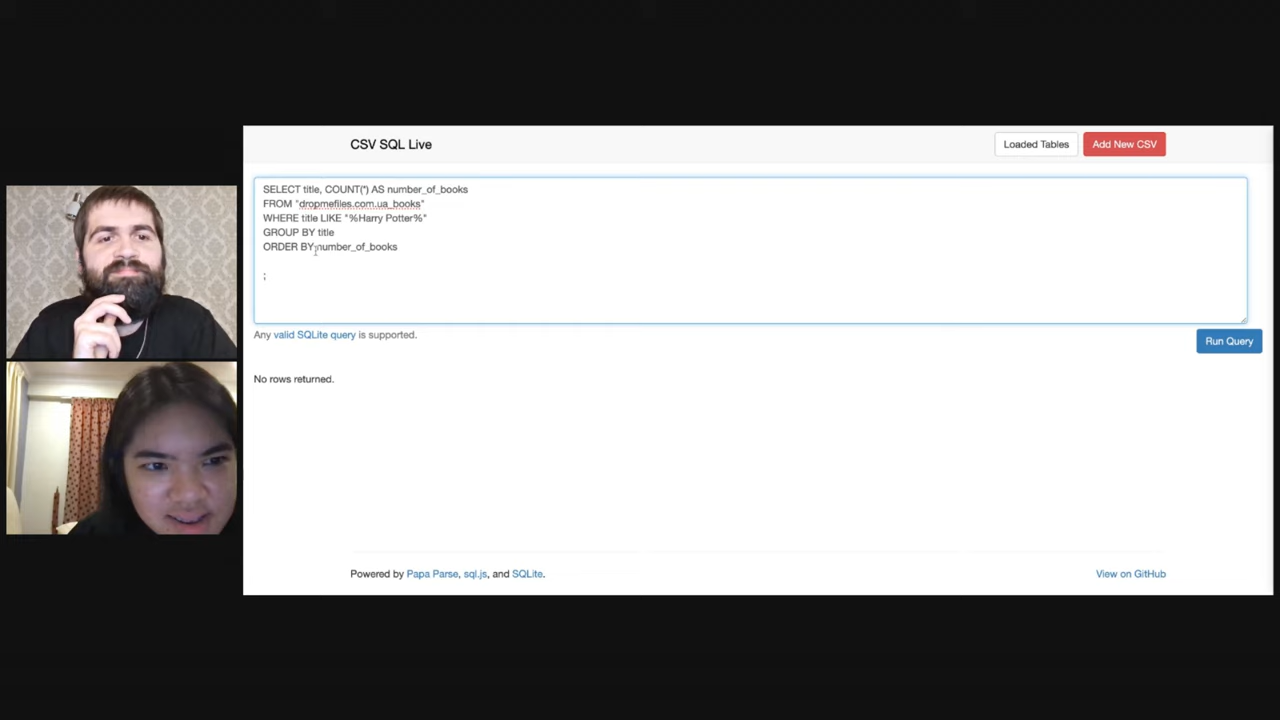 CSV SQL Live
Loaded Tables
Add New CSV
SELECT title, COUNT(*) AS number_of_books
FROM "dropmefiles.com.ua_books"
WHERE title LIKE "%Harry Potter%"
GROUP BY title
ORDER BY number_of_books
;
Any valid SQLite query is supported.
Run Query
No rows returned.
Powered by Papa Parse, sql.js, and SQLite.
View on GitHub